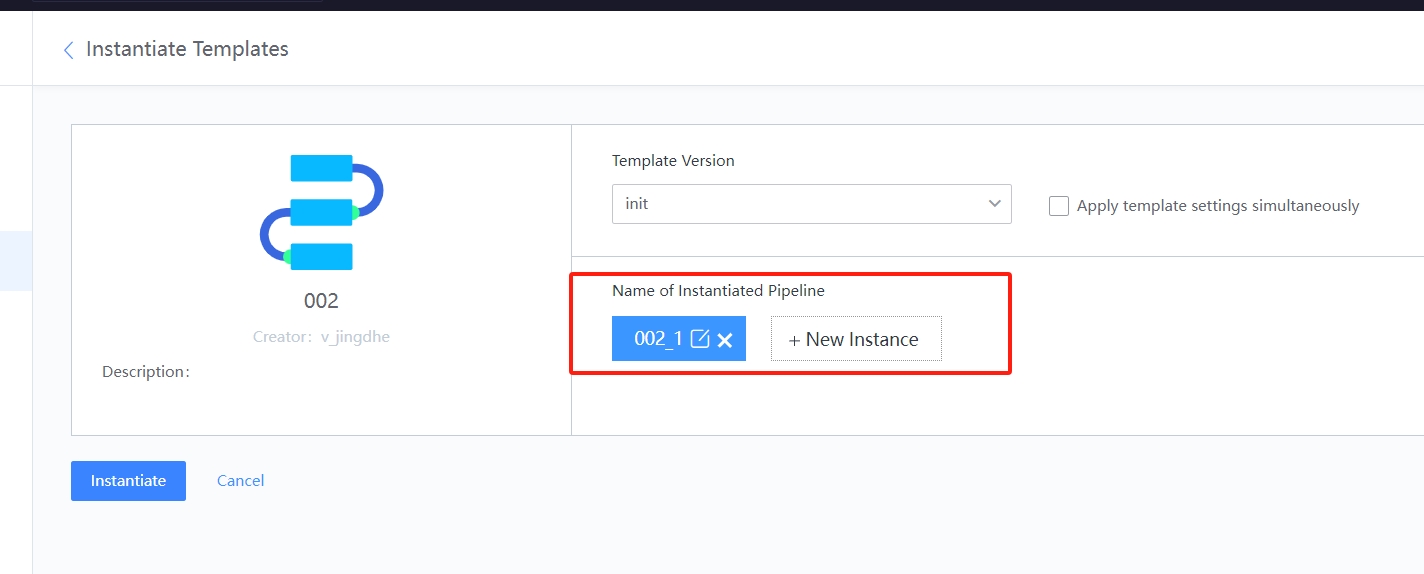 Instantiate Templates
002
Creator：v_jingdhe
Description：
Template Version
init
Apply template settings simultaneously
Name of Instantiated Pipeline
002_1
+ New Instance
Instantiate
Cancel